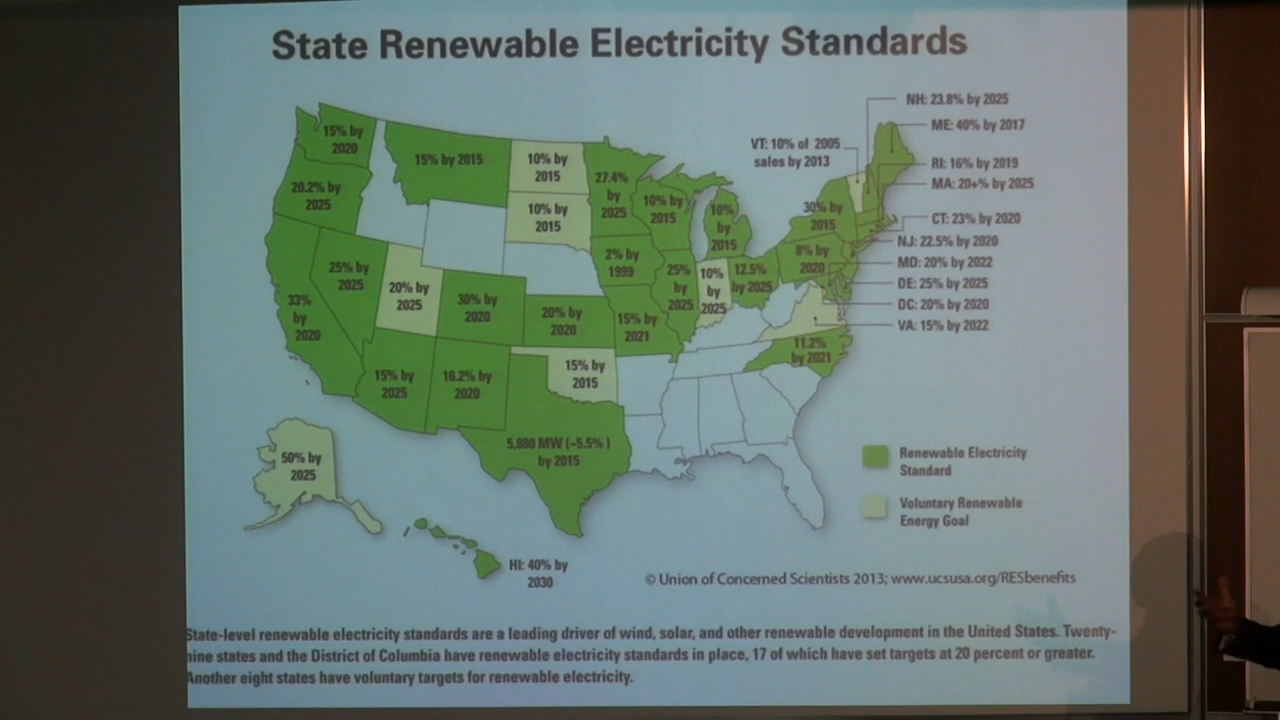 State Renewable Electricity Standards
NH: 23.8% by 2025
ME: 40% by 2017
VT: 10% of 2005
sales by 2013
RI: 16% by 2019
MA: 20+% by 2025
CT: 23% by 2020
NJ: 22.5% by 2020
MD: 20% by 2022
DE: 25% by 2025
DC: 20% by 2020
VA: 15% by 2022
15% by
2020
15% by 2015
10% by
2015
27.4%
by
2025
20.2% by
2025
10% by
2015
10% by
2015
10%
by
2015
30% by
2015
8% by
2020
2% by
1999
25% by
2025
20% by
2025
33%
by
2020
30% by
2020
20% by
2020
15% by
2021
25%
by
2025
10%
by
2025
12.5%
by 2025
11.2%
by 2021
15% by
2025
16.2% by
2020
15% by
2015
5,880 MW (~5.5% )
by 2015
50% by
2025
HI: 40% by
2030
Renewable Electricity
Standard
Voluntary Renewable
Energy Goal
© Union of Concerned Scientists 2013; www.ucsusa.org/RESbenefits
State-level renewable electricity standards are a leading driver of wind, solar, and other renewable development in the United States. Twenty-
nine states and the District of Columbia have renewable electricity standards in place, 17 of which have set targets at 20 percent or greater.
Another eight states have voluntary targets for renewable electricity.